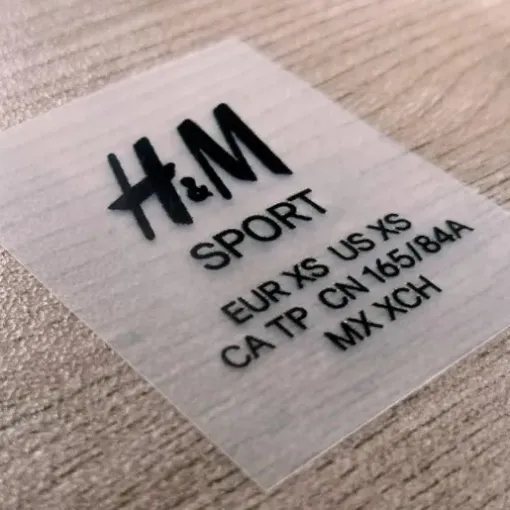 H&M
SPORT
EUR XS US XS
CA TP CN 165/84A
MX XCH